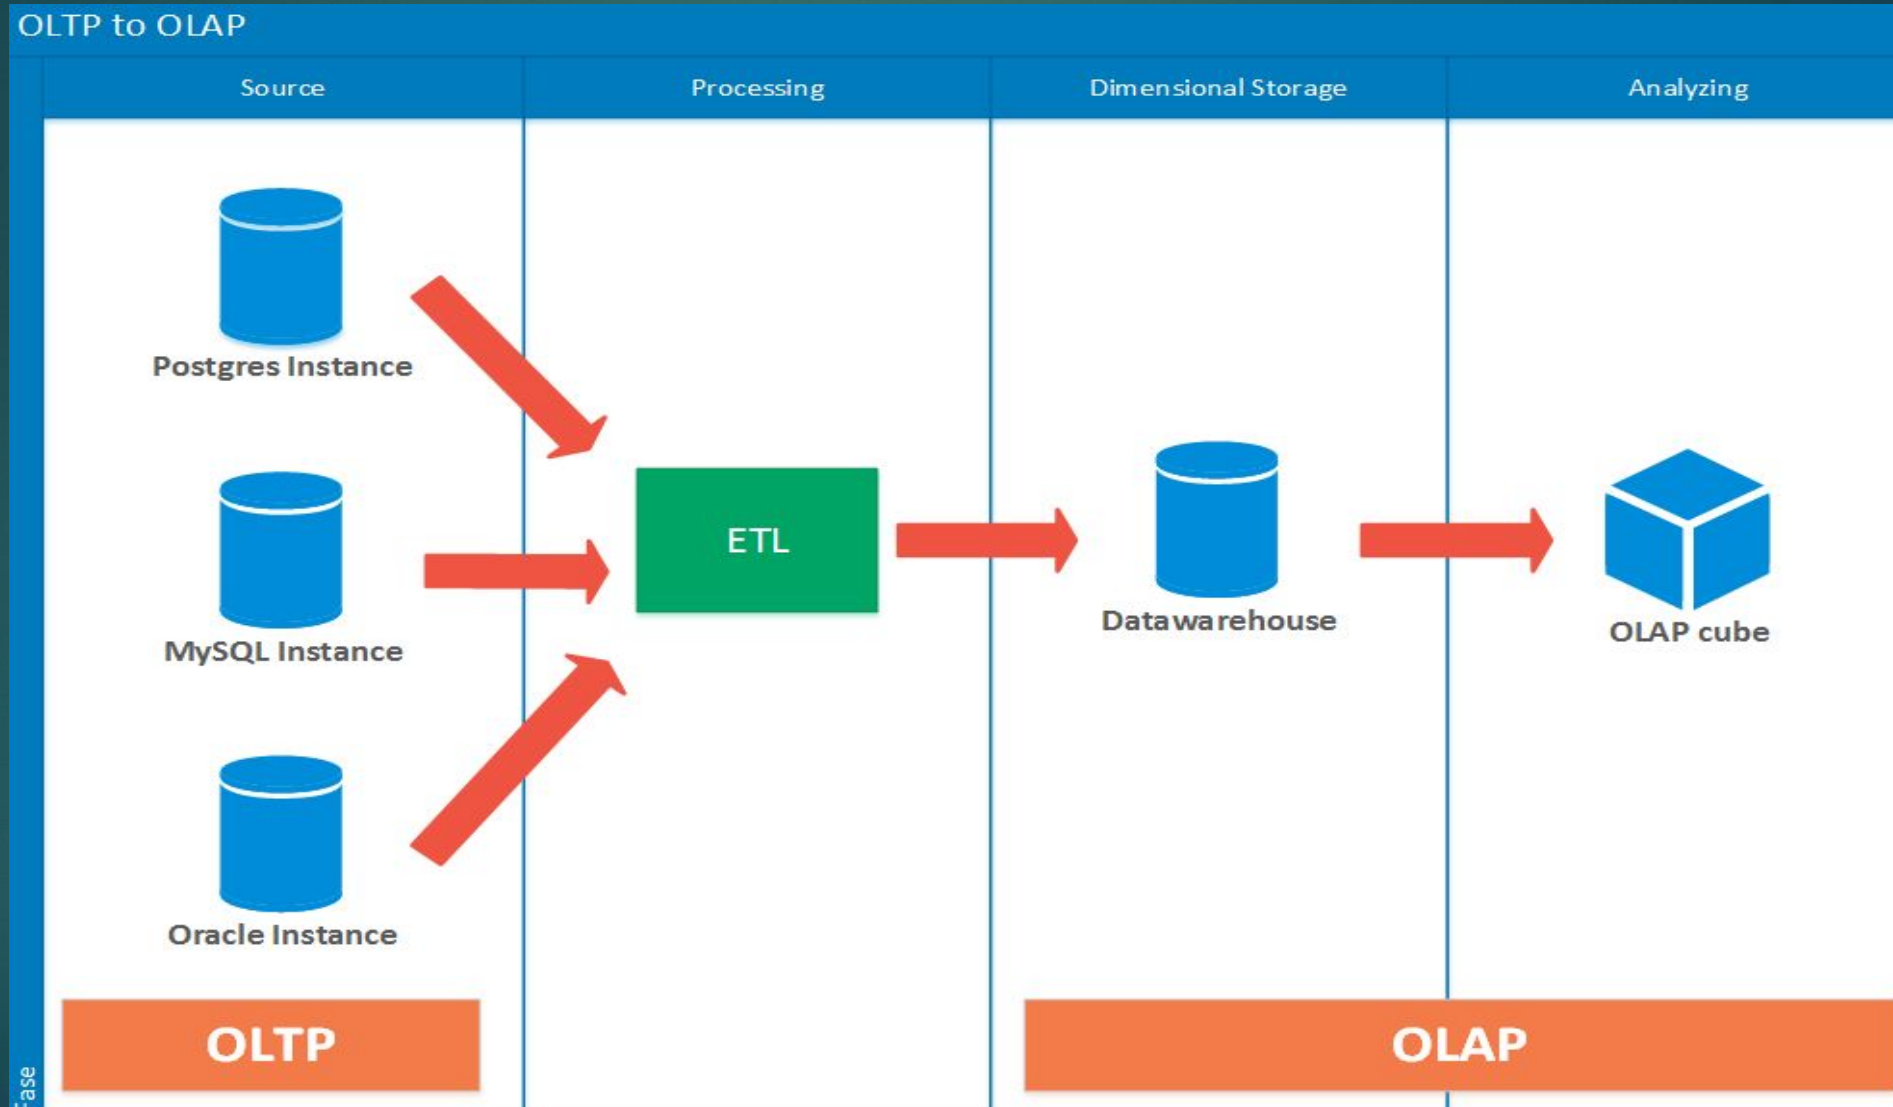 OLTP to OLAP
Source
Processing
Dimensional Storage
Analyzing
Postgres Instance
MySQL Instance
Oracle Instance
ETL
Datawarehouse
OLAP cube
OLTP
OLAP
Fase